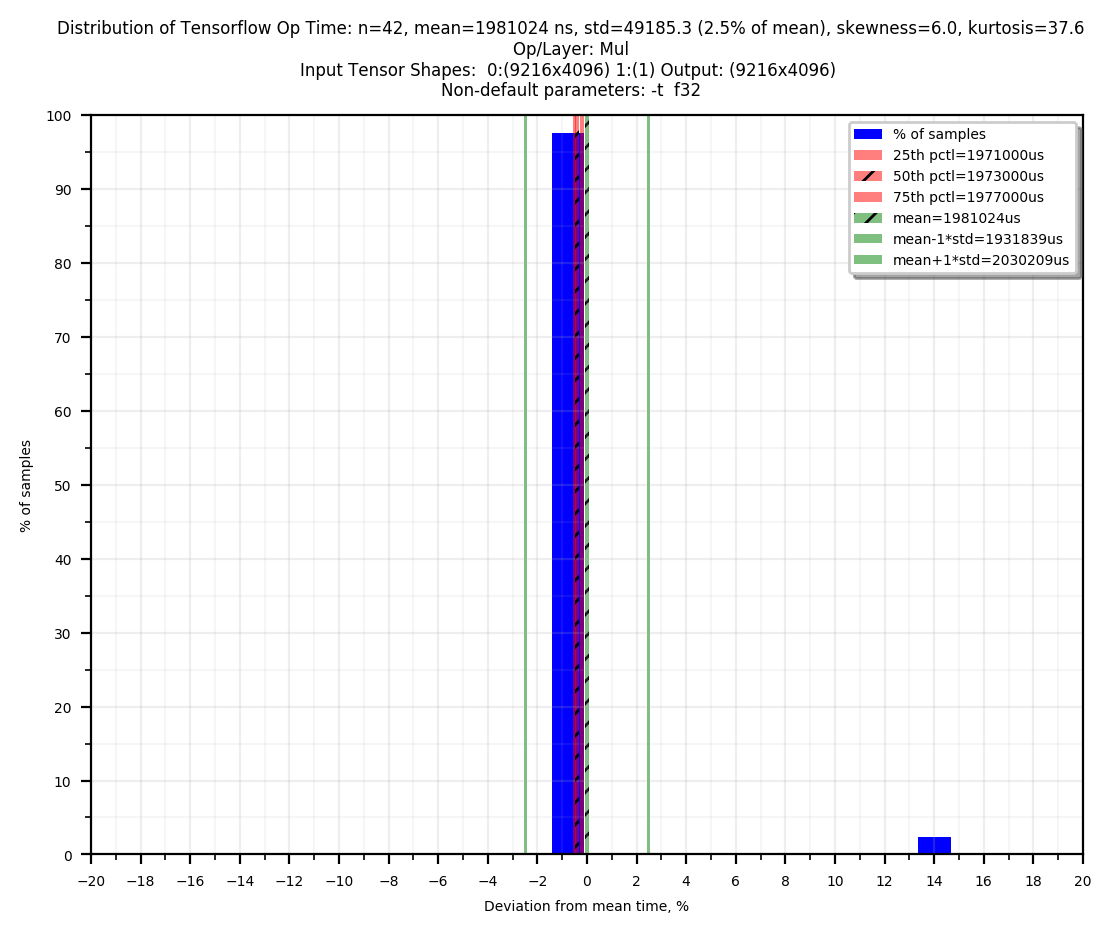 Distribution of Tensorflow Op Time: n=42, mean=1981024 ns, std=49185.3 (2.5% of mean), skewness=6.0, kurtosis=37.6
Op/Layer: Mul
Input Tensor Shapes:  0:(9216x4096) 1:(1) Output: (9216x4096)
Non-default parameters: -t  f32
% of samples
25th pctl=1971000us
50th pctl=1973000us
75th pctl=1977000us
mean=1981024us
mean-1*std=1931839us
mean+1*std=2030209us
% of samples
100
90
80
70
60
50
40
30
20
10
0
−20 −18 −16 −14 −12 −10 −8 −6 −4 −2 0 2 4 6 8 10 12 14 16 18 20
Deviation from mean time, %